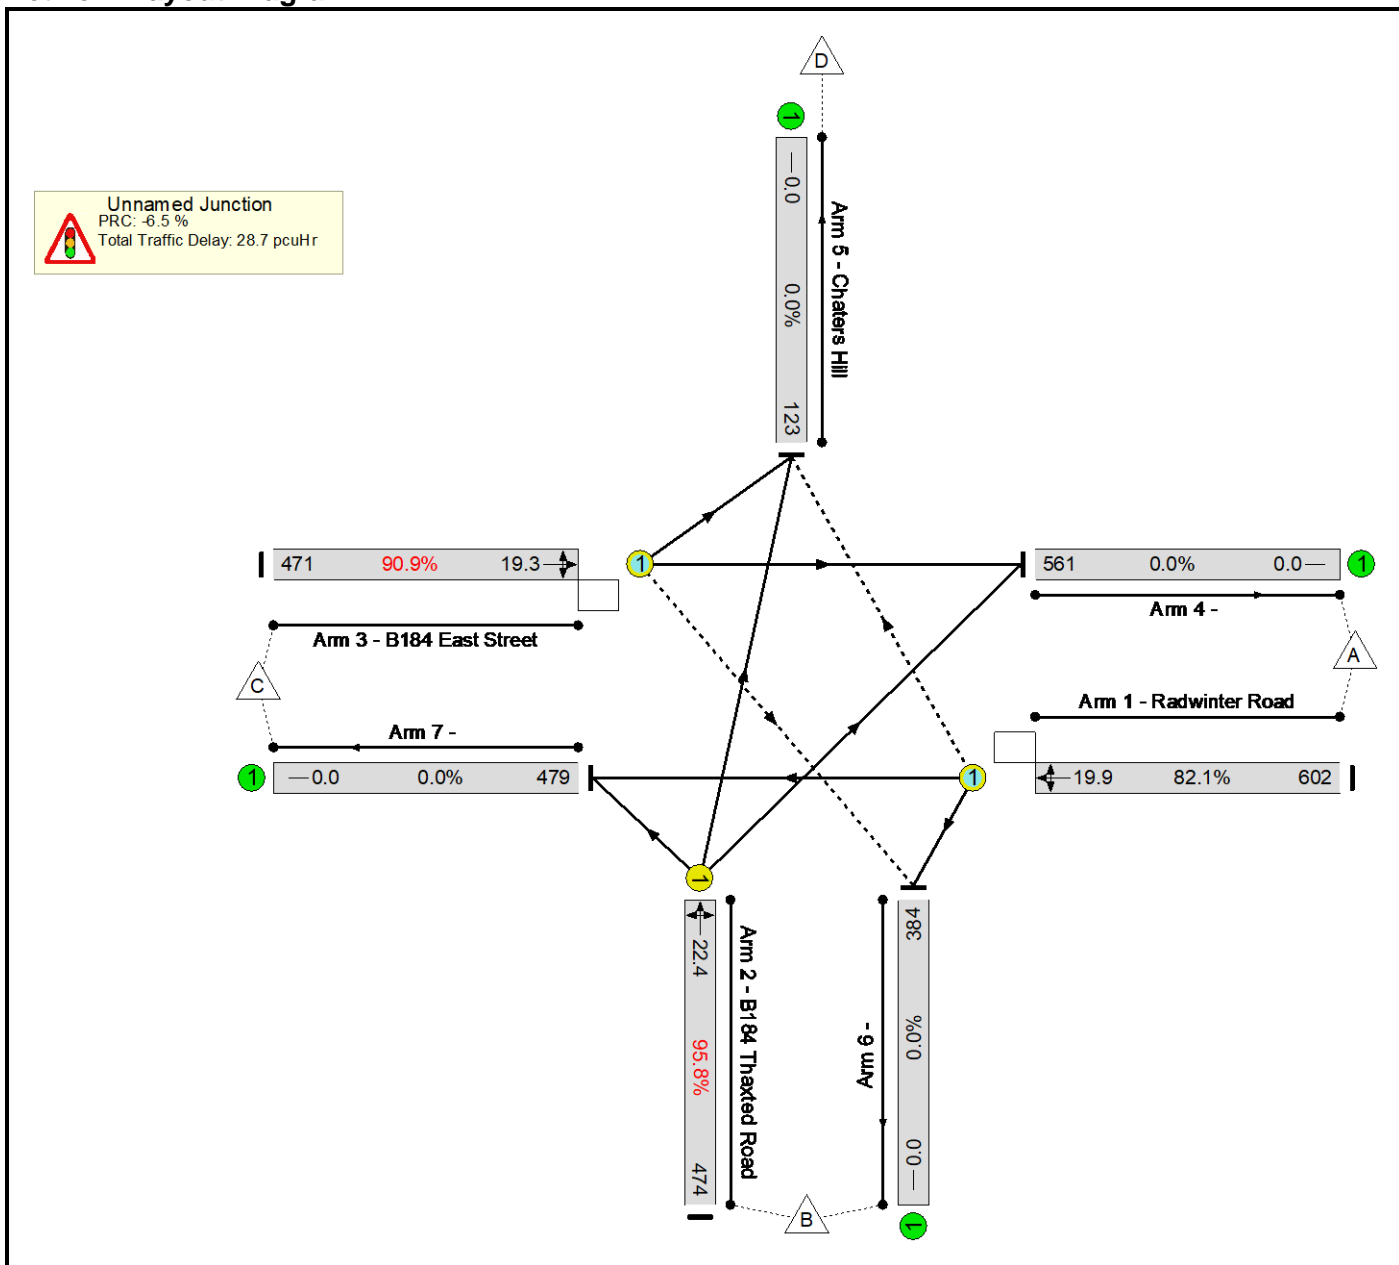 D
1
0.0
0.0%
123
Arm 5 - Chaters Hill
Unnamed Junction
PRC: -6.5 %
Total Traffic Delay: 28.7 pcuHr
471 90.9% 19.3
1
561 0.0% 0.0
1
Arm 4 -
Arm 3 - B184 East Street
A
C
Arm 1 - Radwinter Road
Arm 7 -
1
0.0 0.0% 479
1
19.9 82.1% 602
1
22.4
95.8%
474
Arm 2 - B184 Thaxted Road
Arm 6 -
384
0.0%
0.0
B
1